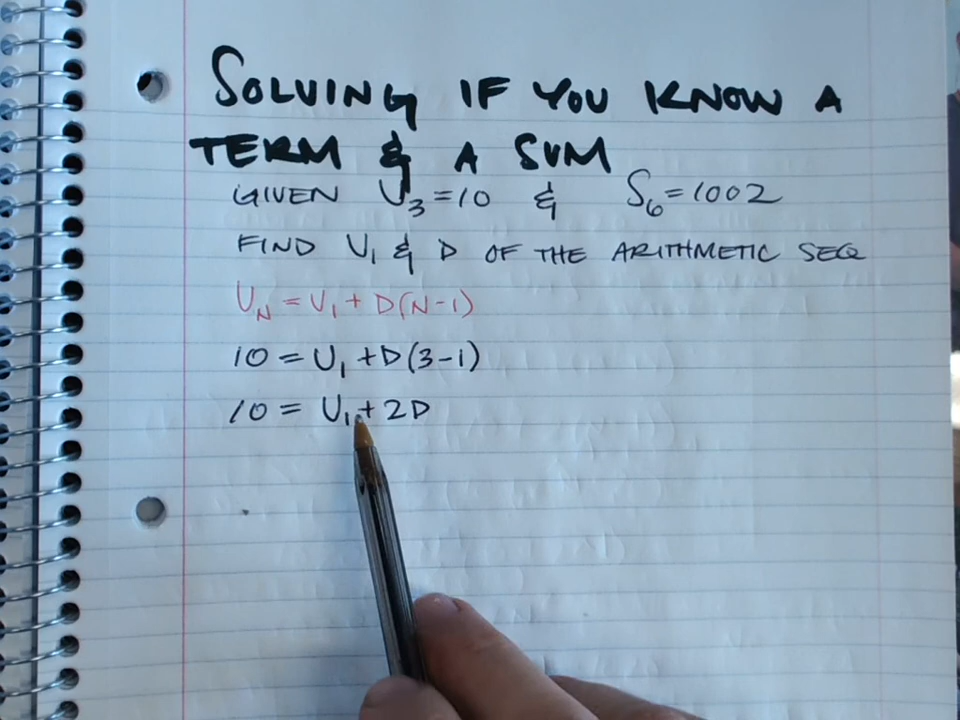 SOLVING IF YOU KNOW A
TERM & A SUM
GIVEN U₃=10 & S₆=1002
FIND U₁ & D OF THE ARITHMETIC SEQ
U_N = U₁ + D(N-1)
10 = U₁ + D(3-1)
10 = U₁ + 2D